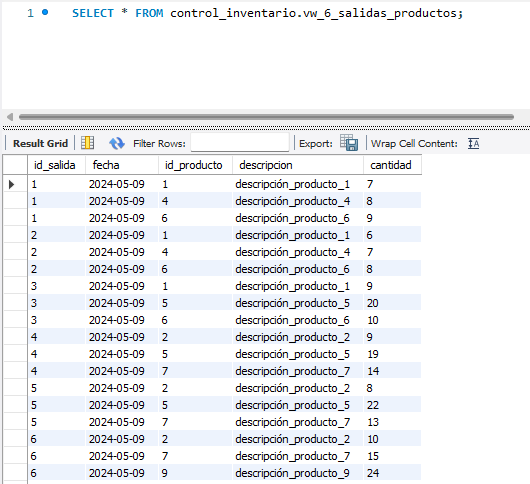 1 SELECT * FROM control_inventario.vw_6_salidas_productos;
Result Grid Filter Rows: Export: Wrap Cell Content:
id_salida fecha id_producto descripcion cantidad
1 2024-05-09 1 descripción_producto_1 7
1 2024-05-09 4 descripción_producto_4 8
1 2024-05-09 6 descripción_producto_6 9
2 2024-05-09 1 descripción_producto_1 6
2 2024-05-09 4 descripción_producto_4 7
2 2024-05-09 6 descripción_producto_6 8
3 2024-05-09 1 descripción_producto_1 9
3 2024-05-09 5 descripción_producto_5 20
3 2024-05-09 6 descripción_producto_6 10
4 2024-05-09 2 descripción_producto_2 9
4 2024-05-09 5 descripción_producto_5 19
4 2024-05-09 7 descripción_producto_7 14
5 2024-05-09 2 descripción_producto_2 8
5 2024-05-09 5 descripción_producto_5 22
5 2024-05-09 7 descripción_producto_7 13
6 2024-05-09 2 descripción_producto_2 10
6 2024-05-09 7 descripción_producto_7 15
6 2024-05-09 9 descripción_producto_9 24